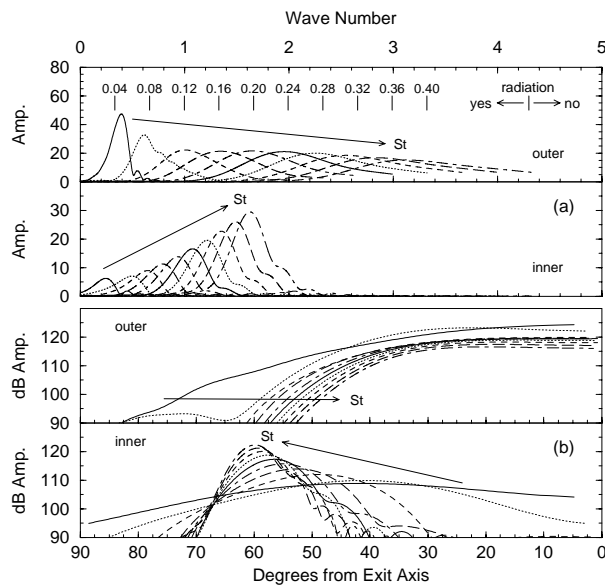 Wave Number
0 1 2 3 4 5
80
60
40
20
0
Amp.
0.04 0.08 0.12 0.16 0.20 0.24 0.28 0.32 0.36 0.40
radiation
yes no
St
outer
30
20
10
0
Amp.
St
(a)
inner
120
110
100
90
dB Amp.
outer
St
120
110
100
90
dB Amp.
inner
St
(b)
90 80 70 60 50 40 30 20 10 0
Degrees from Exit Axis